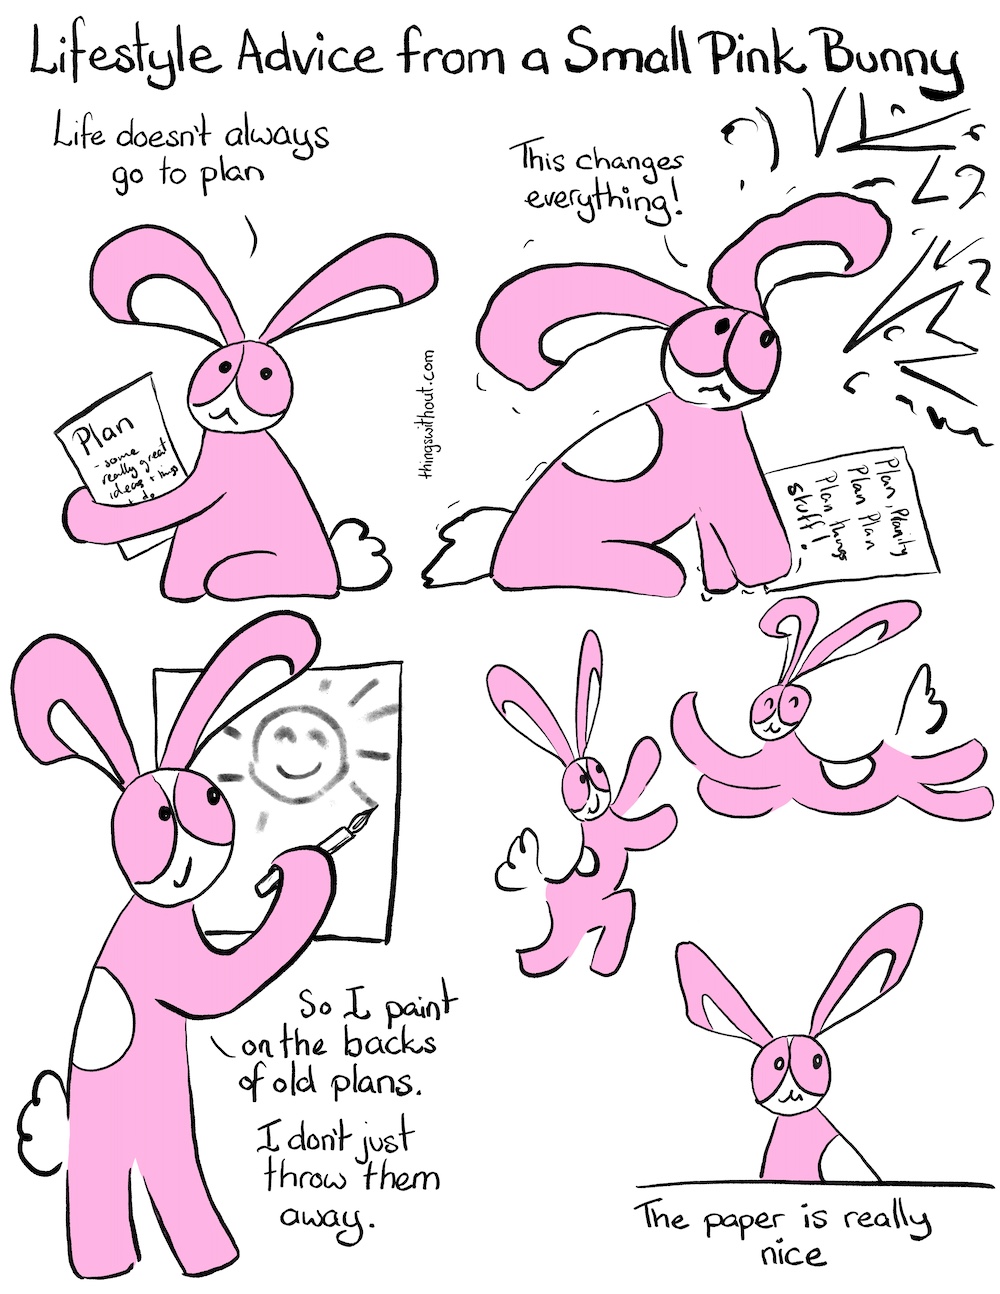 Lifestyle Advice from a Small Pink Bunny
Life doesn't always
go to plan
Plan
- some
really great
ideas + things
to do
This changes
everything!
Plan, Planity
Plan Plan
Plan things
stuff!
thingswithout.com
So I paint
on the backs
of old plans.
I don't just
throw them
away.
The paper is really
nice